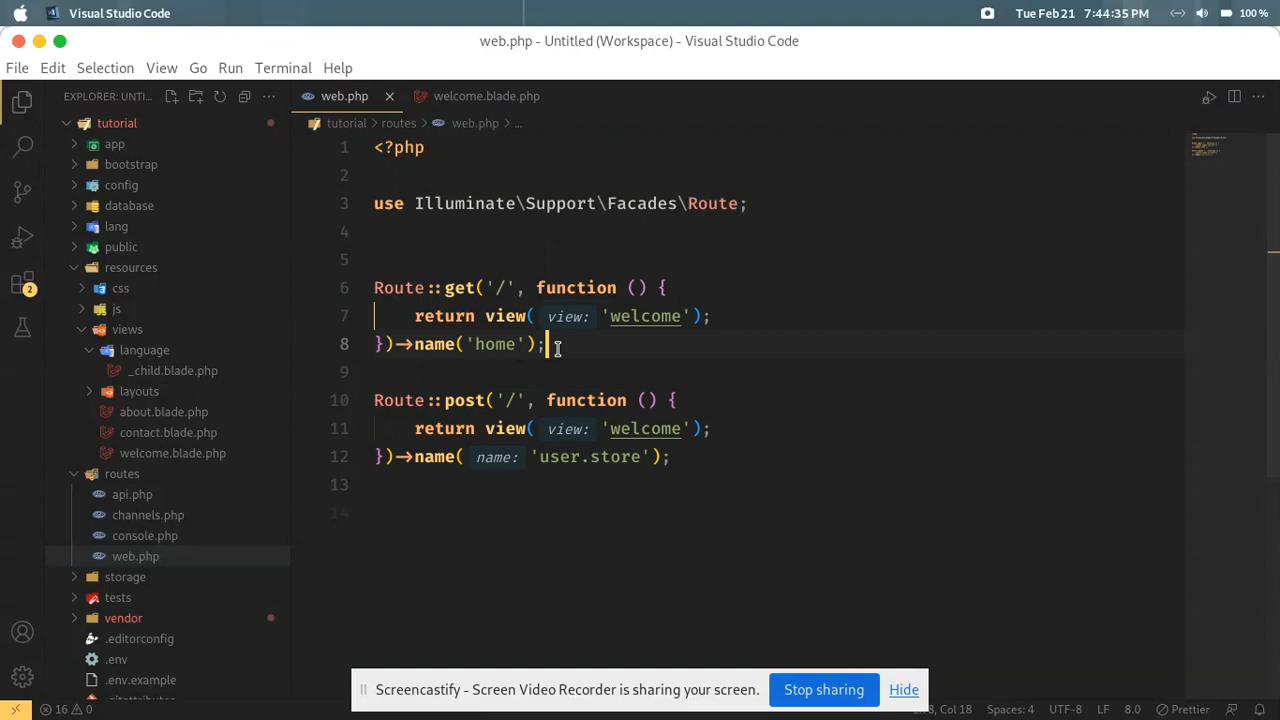 Visual Studio Code
Tue Feb 21 7:44:35 PM
100 %
web.php - Untitled (Workspace) - Visual Studio Code
File Edit Selection View Go Run Terminal Help
EXPLORER: UNTI...
web.php
welcome.blade.php
tutorial > routes > web.php > ...
tutorial
app
bootstrap
config
database
lang
public
resources
css
js
views
language
_child.blade.php
layouts
about.blade.php
contact.blade.php
welcome.blade.php
routes
api.php
channels.php
console.php
web.php
storage
tests
vendor
.editorconfig
.env
.env.example
2
1 <?php
2
3 use Illuminate\Support\Facades\Route;
4
5
6 Route::get('/', function () {
7 return view( view: 'welcome');
8 })->name('home');
9
10 Route::post('/', function () {
11 return view( view: 'welcome');
12 })->name( name: 'user.store');
13
14
Screencastify - Screen Video Recorder is sharing your screen. Stop sharing Hide
16 0
Col 18 Spaces: 4 UTF-8 LF 8.0 Prettier